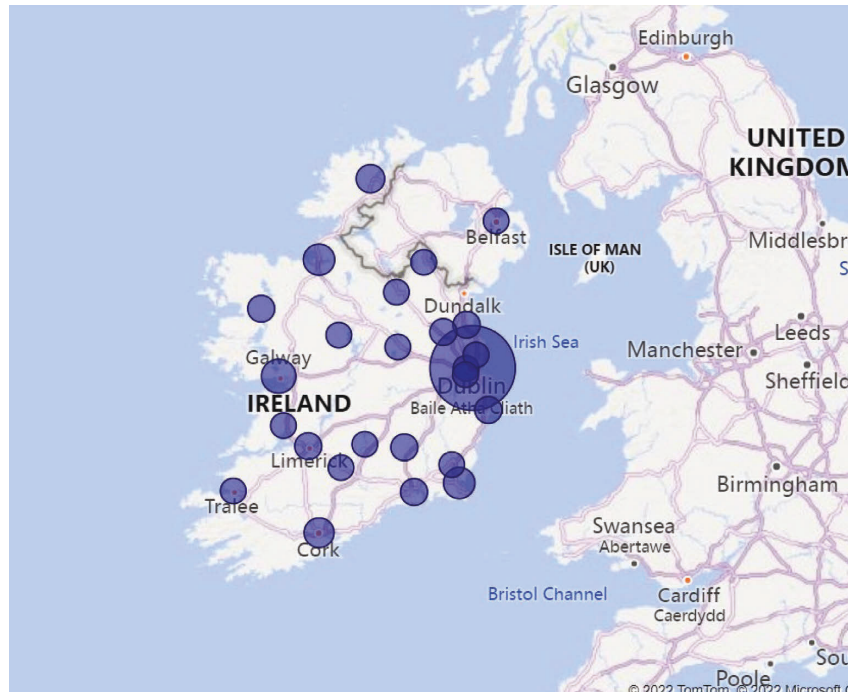 Edinburgh
Glasgow
UNITED
KINGDOM
Belfast
ISLE OF MAN
(UK)
Middlesbr
S
Dundalk
Irish Sea
Leeds
Manchester
Sheffield
Galway
Dublin
Baile Átha Cliath
IRELAND
Limerick
Birmingham
Tralee
Swansea
Abertawe
Cork
Bristol Channel
Cardiff
Caerdydd
Sou
Poole
© 2022 TomTom, © 2022 Microsoft C